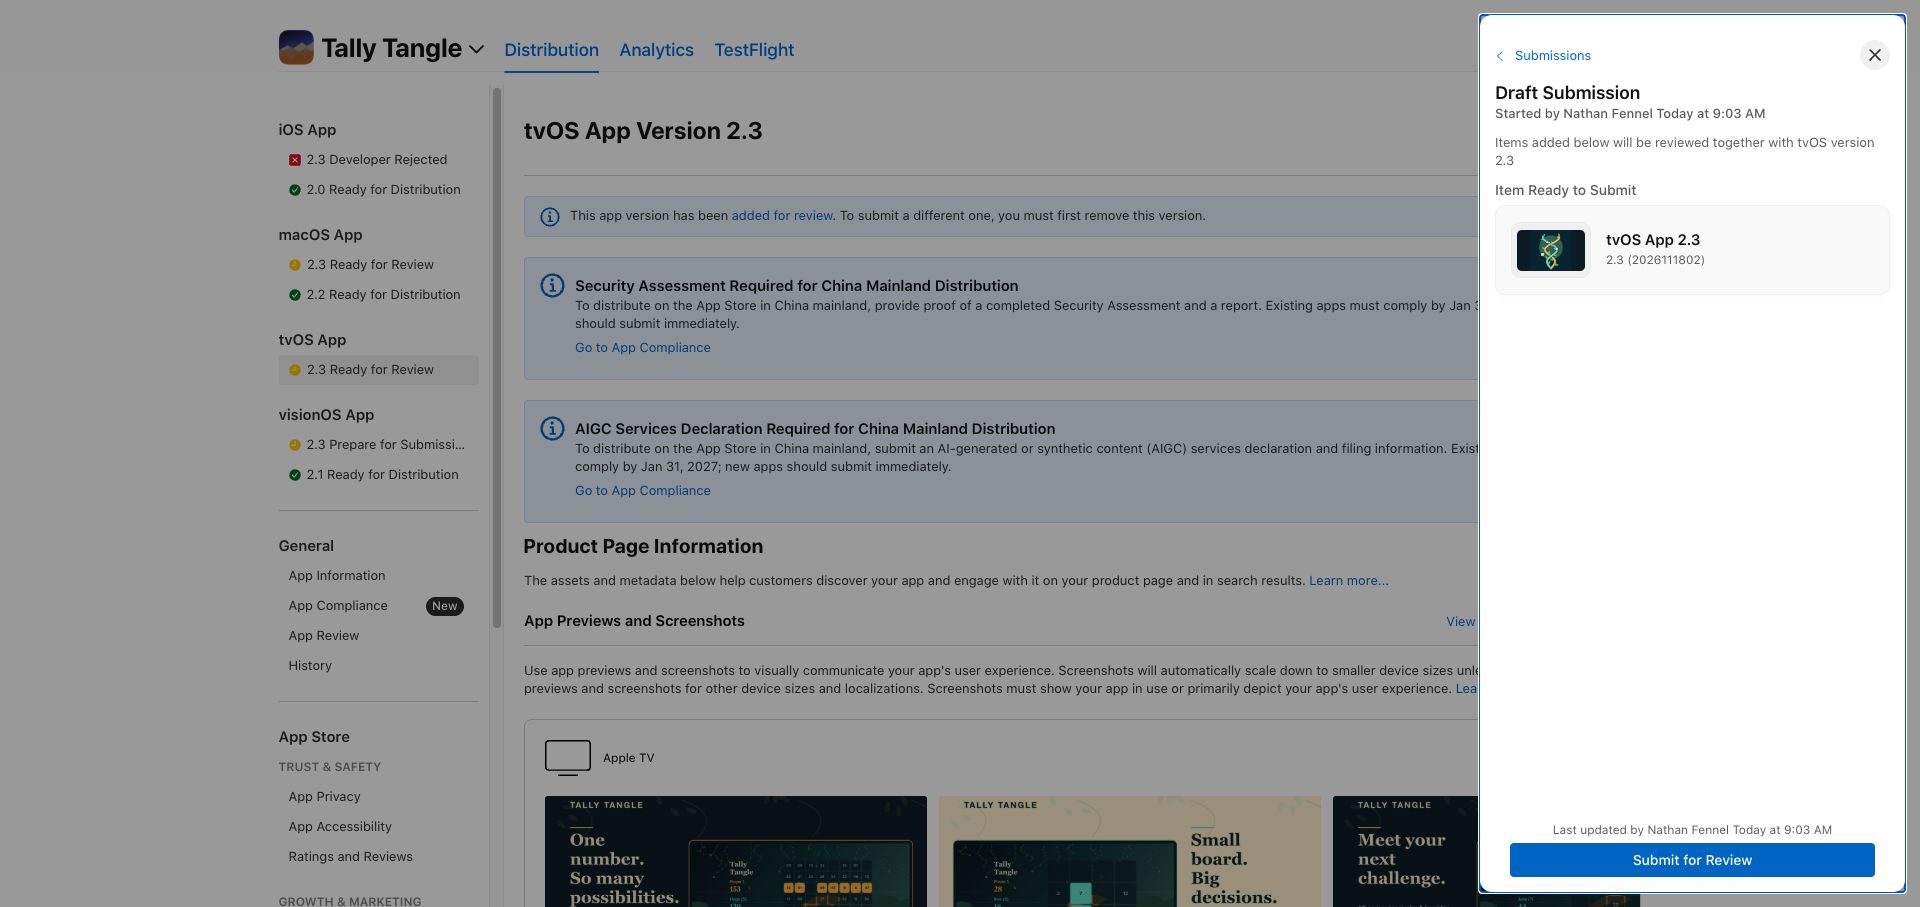 Tally Tangle
Distribution
Analytics
TestFlight
iOS App
2.3 Developer Rejected
2.0 Ready for Distribution
macOS App
2.3 Ready for Review
2.2 Ready for Distribution
tvOS App
2.3 Ready for Review
visionOS App
2.3 Prepare for Submissi...
2.1 Ready for Distribution
General
App Information
App Compliance
New
App Review
History
App Store
TRUST & SAFETY
App Privacy
App Accessibility
Ratings and Reviews
GROWTH & MARKETING
tvOS App Version 2.3
This app version has been added for review. To submit a different one, you must first remove this version.
Security Assessment Required for China Mainland Distribution
To distribute on the App Store in China mainland, provide proof of a completed Security Assessment and a report. Existing apps must comply by Jan
should submit immediately.
Go to App Compliance
AIGC Services Declaration Required for China Mainland Distribution
To distribute on the App Store in China mainland, submit an AI-generated or synthetic content (AIGC) services declaration and filing information. Exist
comply by Jan 31, 2027; new apps should submit immediately.
Go to App Compliance
Product Page Information
The assets and metadata below help customers discover your app and engage with it on your product page and in search results. Learn more...
App Previews and Screenshots
View
Use app previews and screenshots to visually communicate your app's user experience. Screenshots will automatically scale down to smaller device sizes unle
previews and screenshots for other device sizes and localizations. Screenshots must show your app in use or primarily depict your app's user experience. Lea
Apple TV
TALLY TANGLE
One
number.
So many
possibilities.
Tally
Tangle
Player 1
153
TALLY TANGLE
Small
board.
Big
decisions.
Tally
Tangle
Player 1
28
TALLY TANGLE
Meet your
next
challenge.
Submissions
Draft Submission
Started by Nathan Fennel Today at 9:03 AM
Items added below will be reviewed together with tvOS version
2.3
Item Ready to Submit
tvOS App 2.3
2.3 (2026111802)
Last updated by Nathan Fennel Today at 9:03 AM
Submit for Review